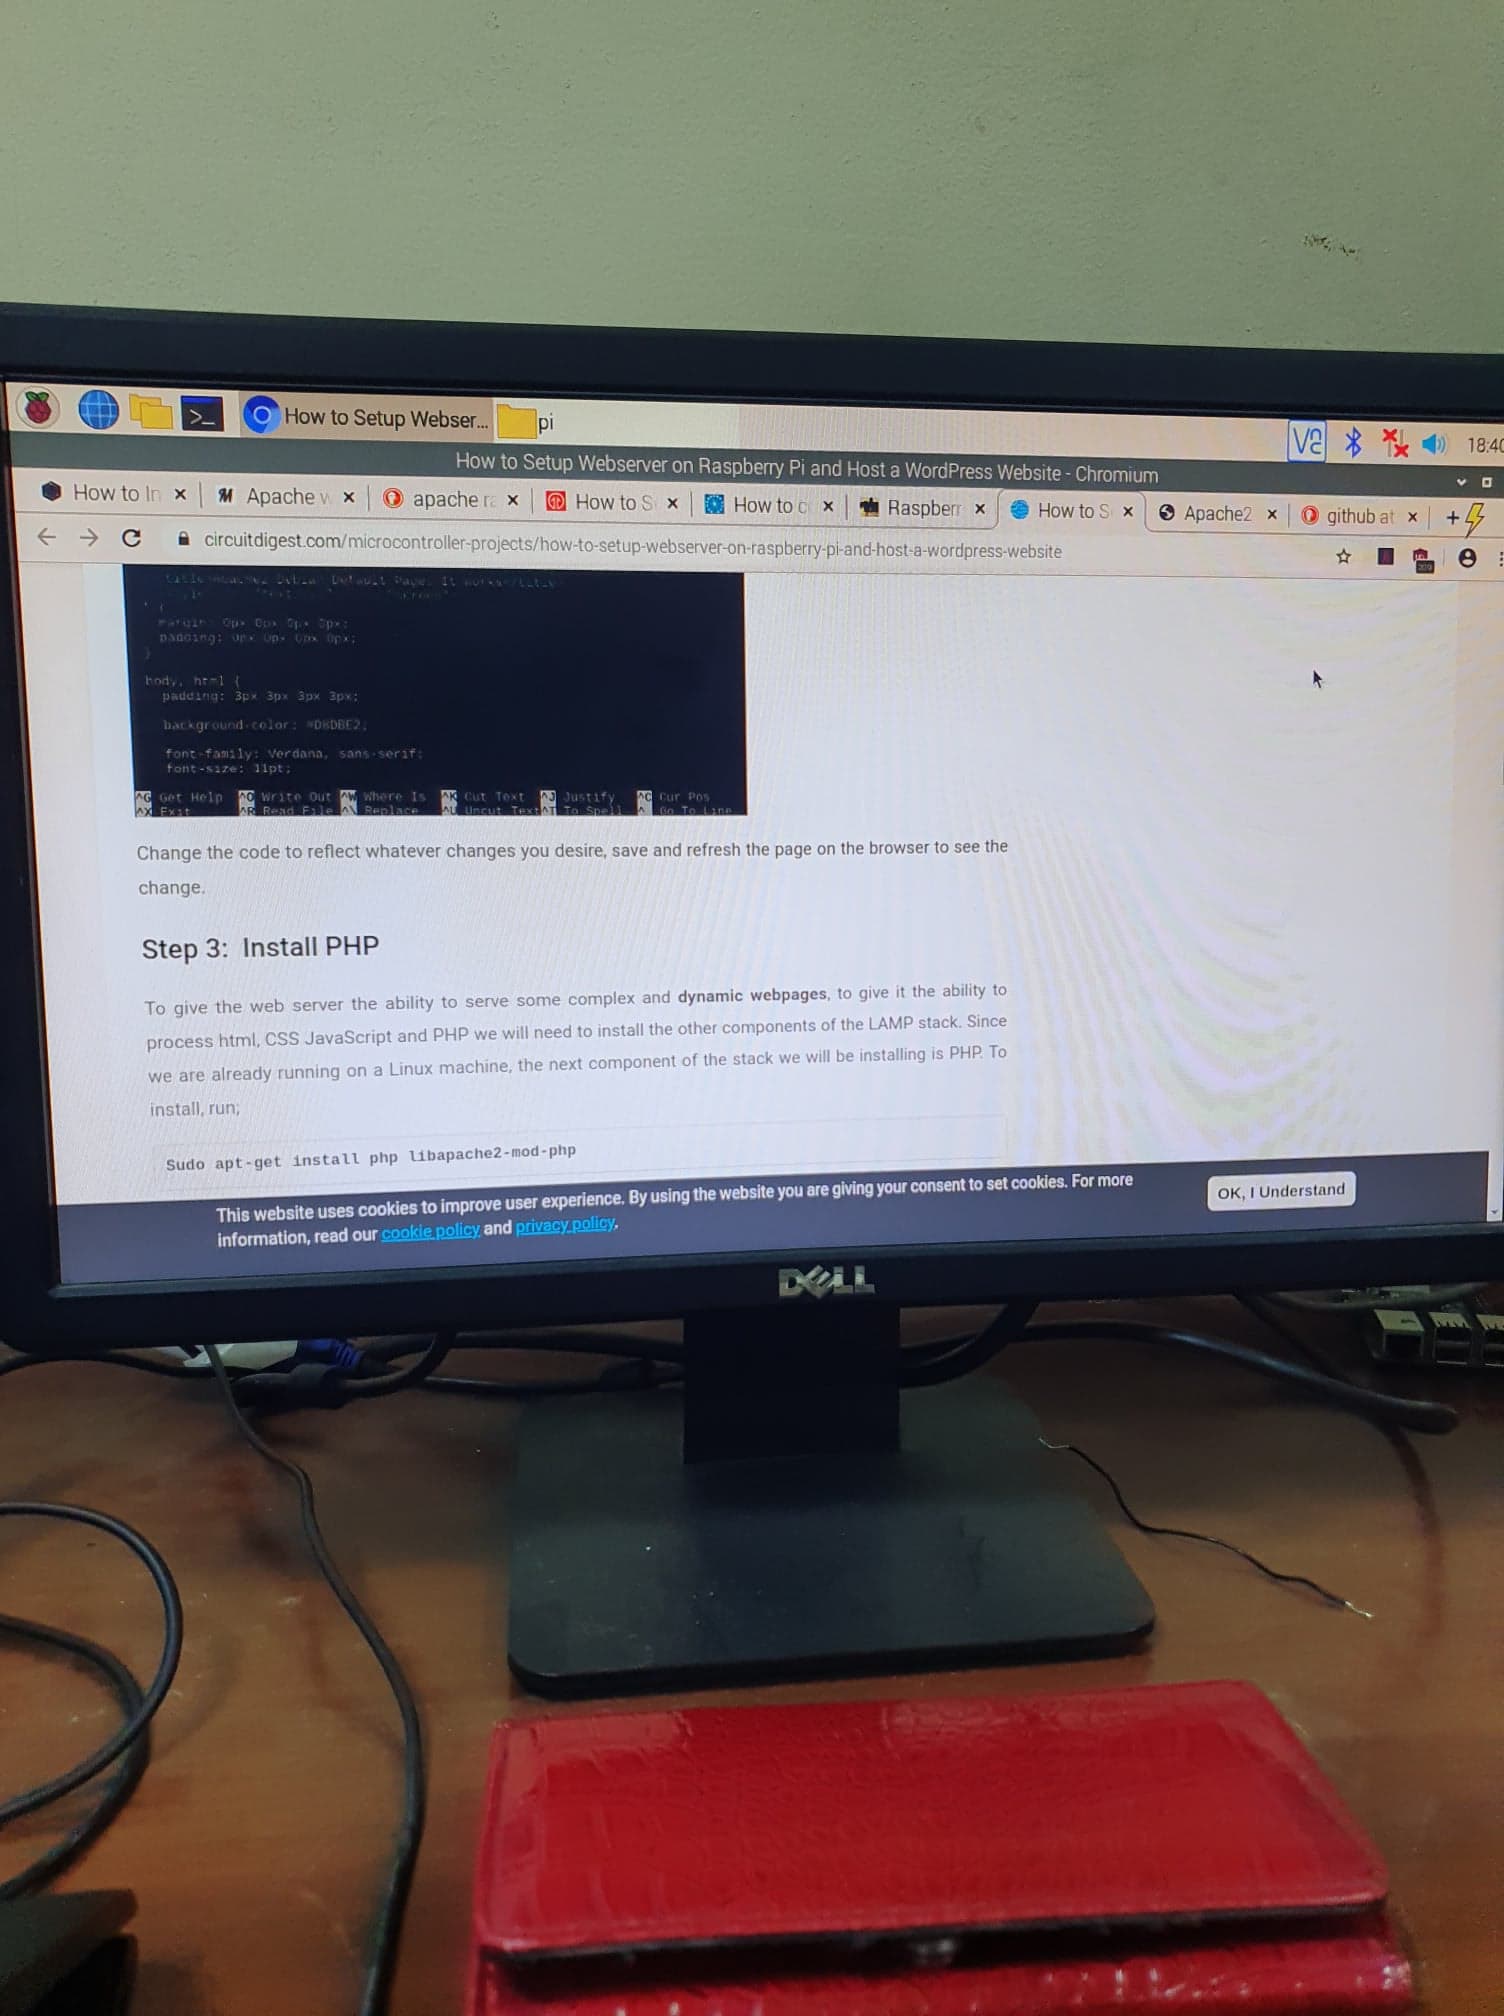 How to Setup Webser...
pi
18:40
How to Setup Webserver on Raspberry Pi and Host a WordPress Website - Chromium
How to In
Apache w
apache ra
How to S
How to c
Raspberr
How to S
Apache2
github at
circuitdigest.com/microcontroller-projects/how-to-setup-webserver-on-raspberry-pi-and-host-a-wordpress-website
margin: 0px 0px 0px 0px;
padding: 0px 0px 0px 0px;
}
body, html {
padding: 3px 3px 3px 3px;
background-color: #D8DBE2;
font-family: Verdana, sans-serif;
font-size: 11pt;
^G Get Help ^O Write Out ^W Where Is ^K Cut Text ^J Justify ^C Cur Pos
^X Exit ^R Read File ^\ Replace ^U Uncut Text ^T To Spell ^_ Go To Line
Change the code to reflect whatever changes you desire, save and refresh the page on the browser to see the
change.
Step 3: Install PHP
To give the web server the ability to serve some complex and dynamic webpages, to give it the ability to
process html, CSS JavaScript and PHP we will need to install the other components of the LAMP stack. Since
we are already running on a Linux machine, the next component of the stack we will be installing is PHP. To
install, run;
Sudo apt-get install php libapache2-mod-php
This website uses cookies to improve user experience. By using the website you are giving your consent to set cookies. For more
information, read our cookie policy and privacy policy.
OK, I Understand
DELL